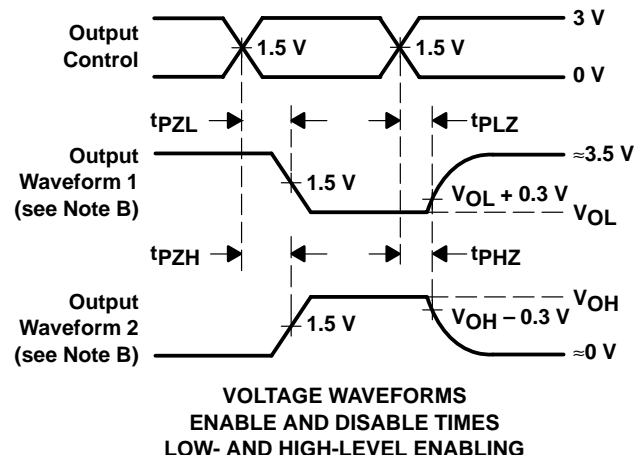 3 V
Output
Control
1.5 V
1.5 V
0 V
tPZL
tPLZ
Output
Waveform 1
(see Note B)
≈3.5 V
1.5 V
VOL + 0.3 V
VOL
tPZH
tPHZ
Output
Waveform 2
(see Note B)
VOH
1.5 V
VOH – 0.3 V
≈0 V
VOLTAGE WAVEFORMS
ENABLE AND DISABLE TIMES
LOW- AND HIGH-LEVEL ENABLING